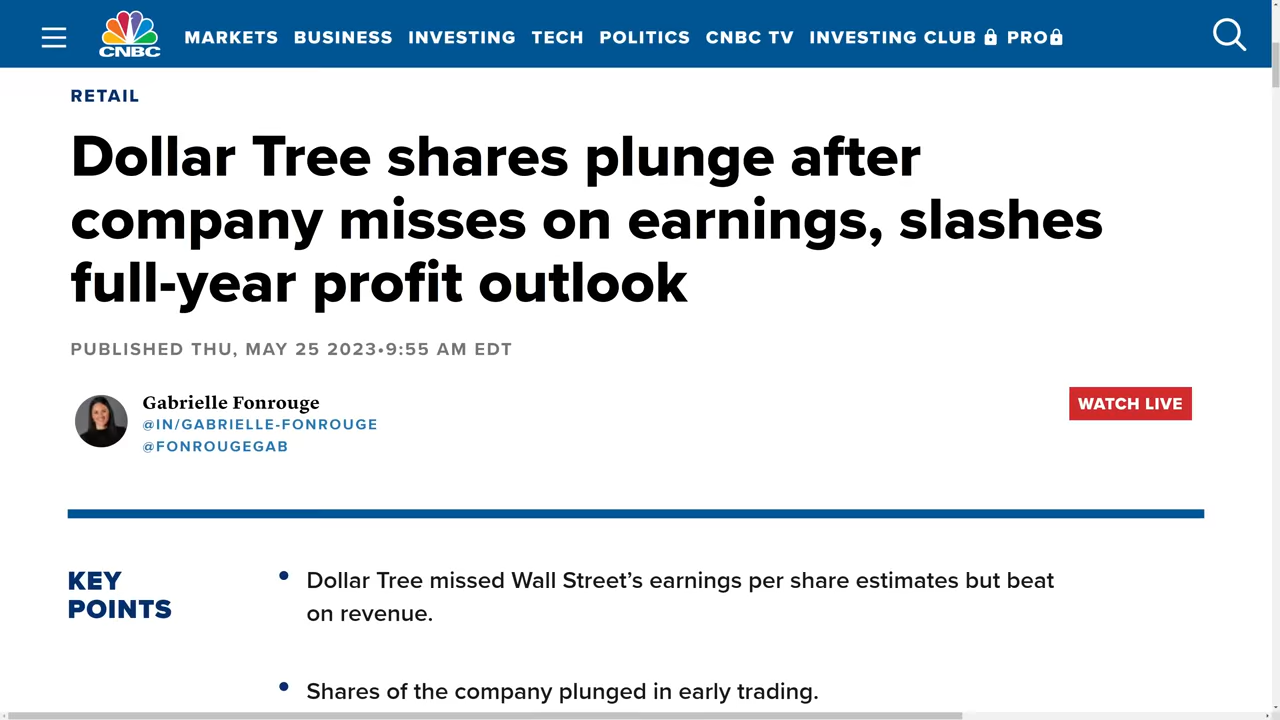 CNBC MARKETS BUSINESS INVESTING TECH POLITICS CNBC TV INVESTING CLUB PRO
RETAIL
Dollar Tree shares plunge after
company misses on earnings, slashes
full-year profit outlook
PUBLISHED THU, MAY 25 2023•9:55 AM EDT
Gabrielle Fonrouge
@IN/GABRIELLE-FONROUGE
@FONROUGEGAB
WATCH LIVE
KEY
POINTS
• Dollar Tree missed Wall Street’s earnings per share estimates but beat
on revenue.
• Shares of the company plunged in early trading.